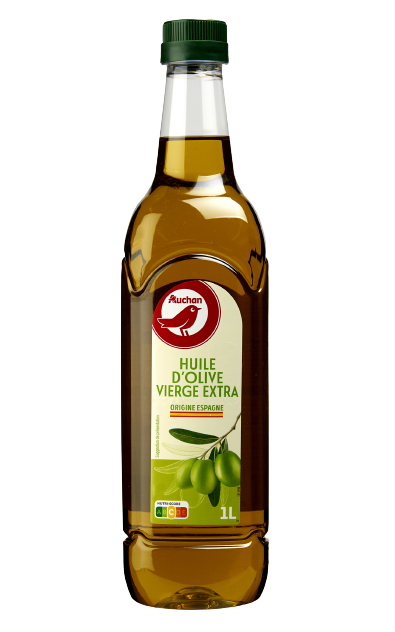 Auchan
HUILE
D'OLIVE
VIERGE EXTRA
ORIGINE ESPAGNE
NUTRI-SCORE
A B C D E
1L